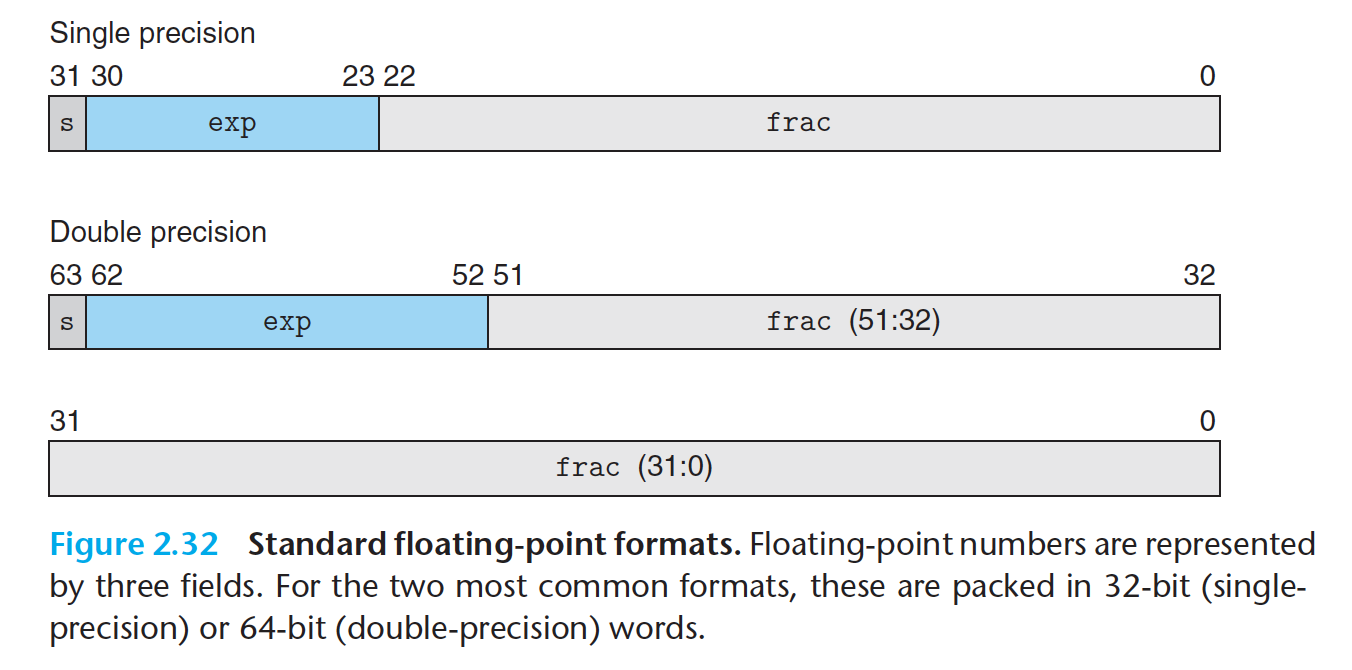 Single precision
31 30 23 22 0
s exp frac
Double precision
63 62 52 51 32
s exp frac (51:32)
31 0
frac (31:0)
Figure 2.32 Standard floating-point formats. Floating-point numbers are represented
by three fields. For the two most common formats, these are packed in 32-bit (single-
precision) or 64-bit (double-precision) words.